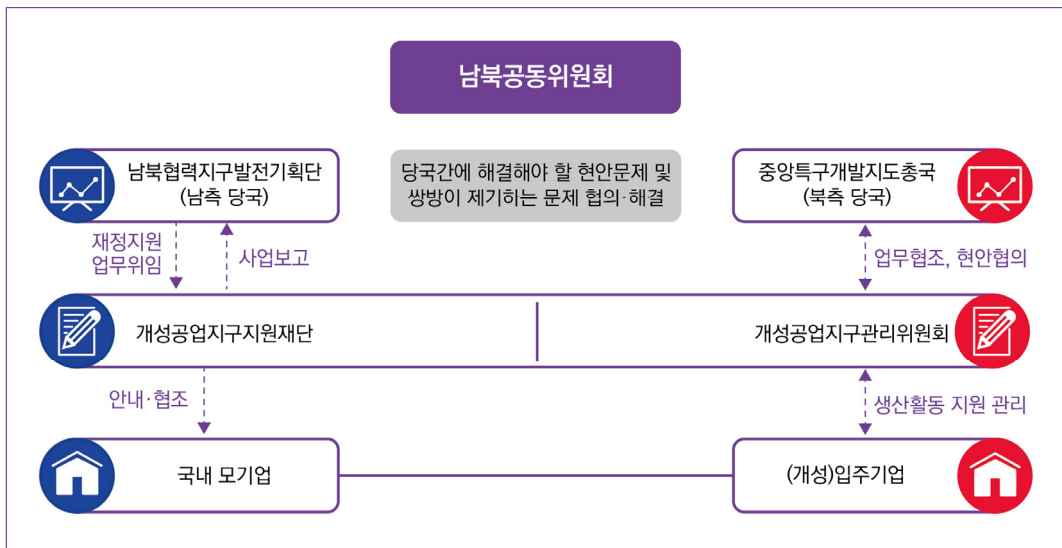 남북공동위원회
남북협력지구발전기획단
(남측 당국)
당국간에 해결해야 할 현안문제 및
쌍방이 제기하는 문제 협의·해결
중앙특구개발지도총국
(북측 당국)
재정지원
업무위임
사업보고
업무협조, 현안협의
개성공업지구지원재단
개성공업지구관리위원회
안내·협조
생산활동 지원 관리
국내 모기업
(개성)입주기업